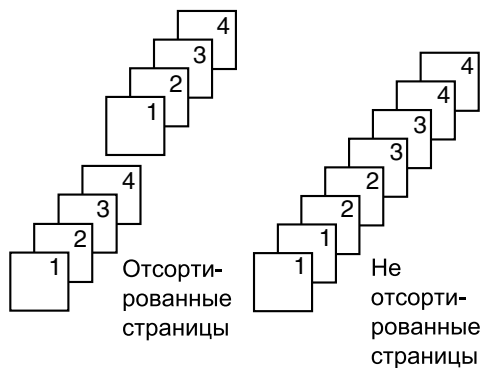 4
3
2
1
4
3
2
1
Отсорти-
рованные
страницы
4
4
3
3
2
2
1
1
Не
отсорти-
рованные
страницы